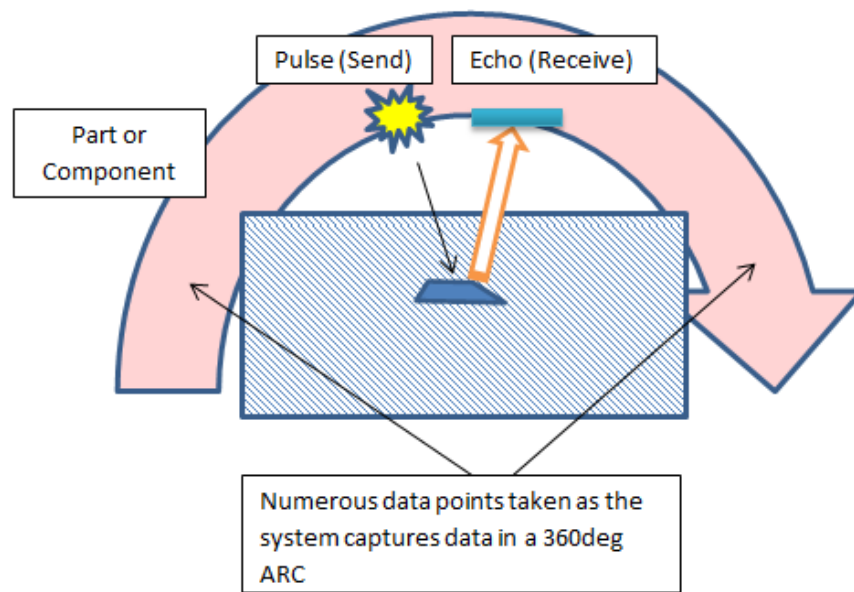 Pulse (Send)
Echo (Receive)
Part or
Component
Numerous data points taken as the
system captures data in a 360deg
ARC